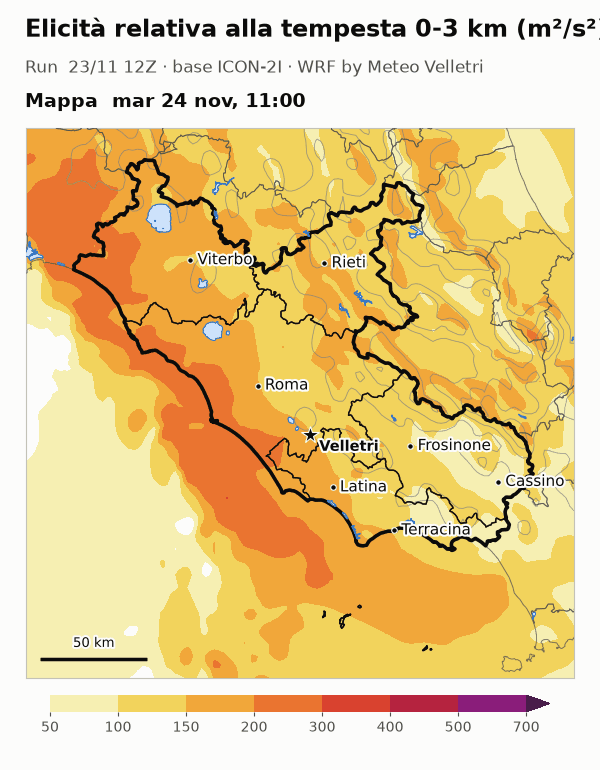 Elicità relativa alla tempesta 0-3 km (m²/s²)
Run 23/11 12Z · base ICON-2I · WRF by Meteo Velletri
Mappa mar 24 nov, 11:00
Viterbo
Rieti
Roma
Velletri
Frosinone
Cassino
Latina
Terracina
50 km
50 100 150 200 300 400 500 700